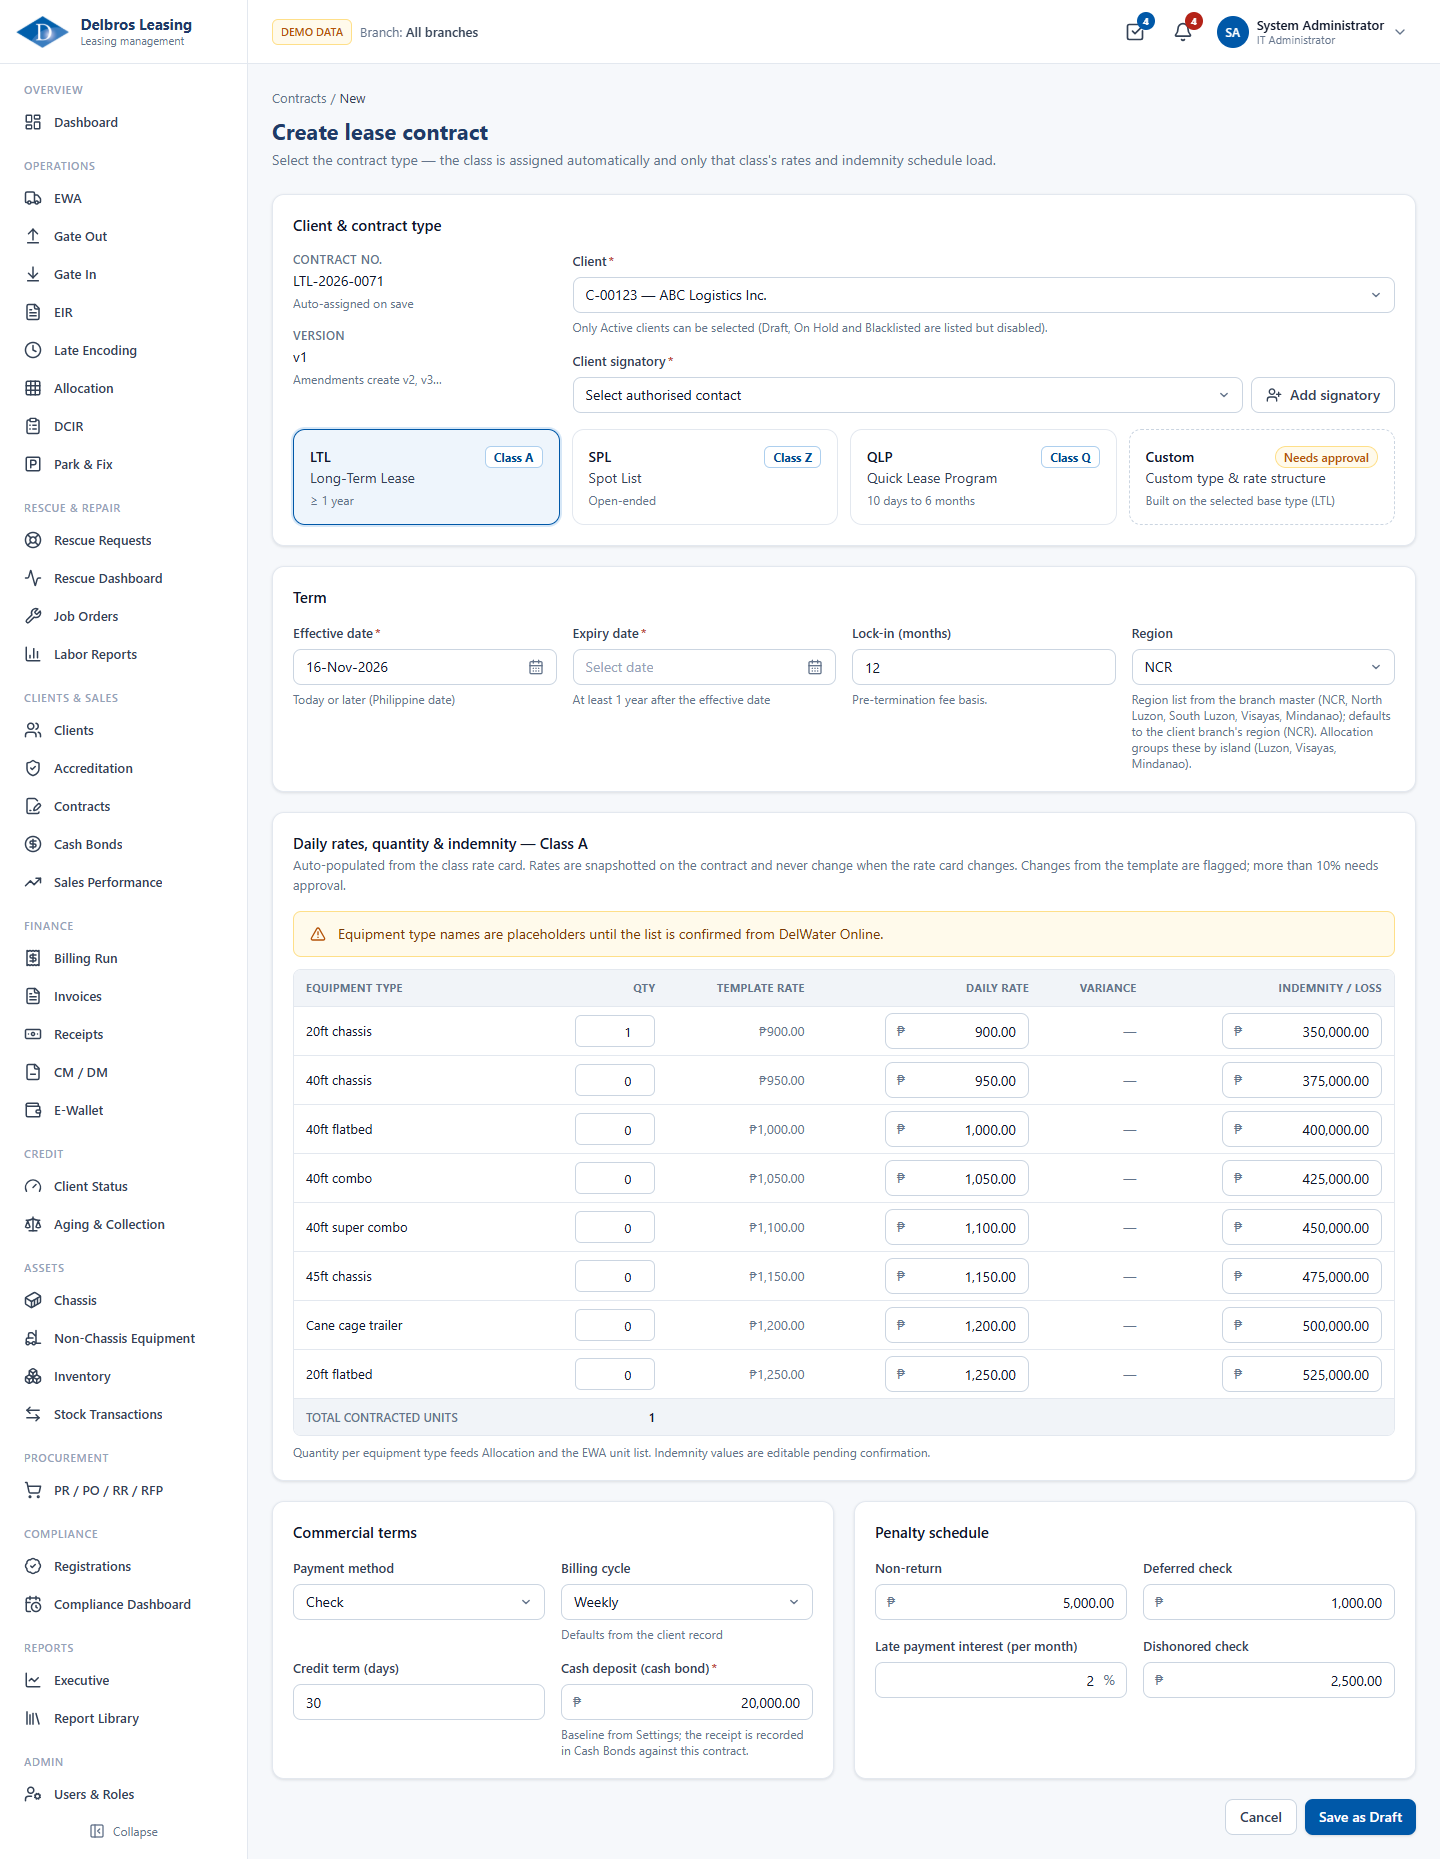 Delbros Leasing
Leasing management
DEMO DATA
Branch: All branches
4
4
SA
System Administrator
IT Administrator
OVERVIEW
Dashboard
OPERATIONS
EWA
Gate Out
Gate In
EIR
Late Encoding
Allocation
DCIR
Park & Fix
RESCUE & REPAIR
Rescue Requests
Rescue Dashboard
Job Orders
Labor Reports
CLIENTS & SALES
Clients
Accreditation
Contracts
Cash Bonds
Sales Performance
FINANCE
Billing Run
Invoices
Receipts
CM / DM
E-Wallet
CREDIT
Client Status
Aging & Collection
ASSETS
Chassis
Non-Chassis Equipment
Inventory
Stock Transactions
PROCUREMENT
PR / PO / RR / RFP
COMPLIANCE
Registrations
Compliance Dashboard
REPORTS
Executive
Report Library
ADMIN
Users & Roles
Collapse
Contracts / New
Create lease contract
Select the contract type — the class is assigned automatically and only that class's rates and indemnity schedule load.
Client & contract type
CONTRACT NO.
LTL-2026-0071
Auto-assigned on save
VERSION
v1
Amendments create v2, v3...
Client *
C-00123 — ABC Logistics Inc.
Only Active clients can be selected (Draft, On Hold and Blacklisted are listed but disabled).
Client signatory *
Select authorised contact
Add signatory
LTL Class A
Long-Term Lease
≥ 1 year
SPL Class Z
Spot List
Open-ended
QLP Class Q
Quick Lease Program
10 days to 6 months
Custom Needs approval
Custom type & rate structure
Built on the selected base type (LTL)
Term
Effective date *
16-Nov-2026
Today or later (Philippine date)
Expiry date *
Select date
At least 1 year after the effective date
Lock-in (months)
12
Pre-termination fee basis.
Region
NCR
Region list from the branch master (NCR, North
Luzon, South Luzon, Visayas, Mindanao); defaults
to the client branch's region (NCR). Allocation
groups these by island (Luzon, Visayas,
Mindanao).
Daily rates, quantity & indemnity — Class A
Auto-populated from the class rate card. Rates are snapshotted on the contract and never change when the rate card changes. Changes from the template are flagged; more than 10% needs
approval.
Equipment type names are placeholders until the list is confirmed from DelWater Online.
EQUIPMENT TYPE QTY TEMPLATE RATE DAILY RATE VARIANCE INDEMNITY / LOSS
20ft chassis 1 ₱900.00 ₱ 900.00 — ₱ 350,000.00
40ft chassis 0 ₱950.00 ₱ 950.00 — ₱ 375,000.00
40ft flatbed 0 ₱1,000.00 ₱ 1,000.00 — ₱ 400,000.00
40ft combo 0 ₱1,050.00 ₱ 1,050.00 — ₱ 425,000.00
40ft super combo 0 ₱1,100.00 ₱ 1,100.00 — ₱ 450,000.00
45ft chassis 0 ₱1,150.00 ₱ 1,150.00 — ₱ 475,000.00
Cane cage trailer 0 ₱1,200.00 ₱ 1,200.00 — ₱ 500,000.00
20ft flatbed 0 ₱1,250.00 ₱ 1,250.00 — ₱ 525,000.00
TOTAL CONTRACTED UNITS 1
Quantity per equipment type feeds Allocation and the EWA unit list. Indemnity values are editable pending confirmation.
Commercial terms
Payment method
Check
Billing cycle
Weekly
Defaults from the client record
Credit term (days)
30
Cash deposit (cash bond) *
₱ 20,000.00
Baseline from Settings; the receipt is recorded
in Cash Bonds against this contract.
Penalty schedule
Non-return
₱ 5,000.00
Deferred check
₱ 1,000.00
Late payment interest (per month)
2 %
Dishonored check
₱ 2,500.00
Cancel
Save as Draft